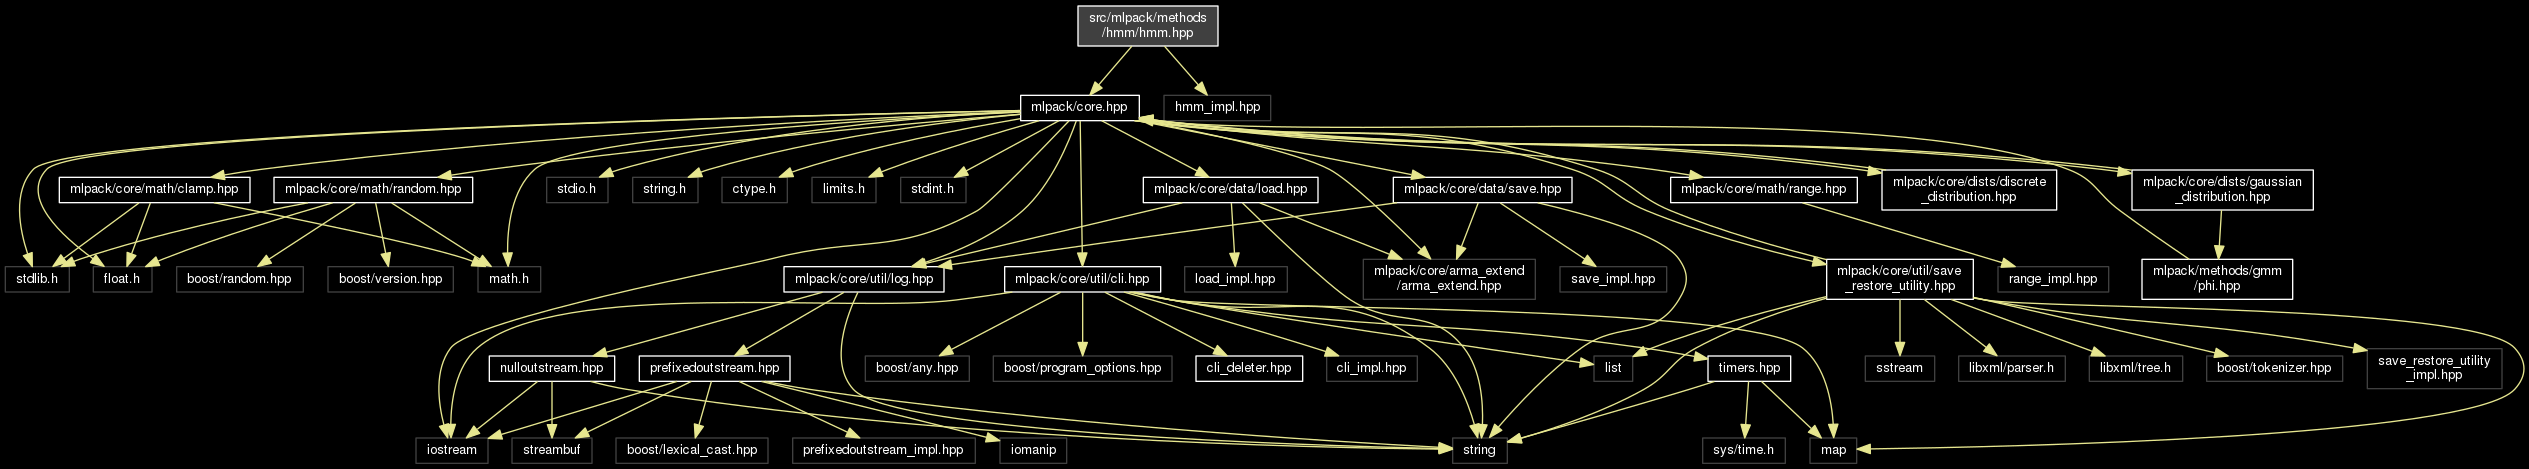 src/mlpack/methods
/hmm/hmm.hpp
mlpack/core.hpp
hmm_impl.hpp
mlpack/core/math/clamp.hpp
mlpack/core/math/random.hpp
stdio.h
string.h
ctype.h
limits.h
stdint.h
mlpack/core/data/load.hpp
mlpack/core/data/save.hpp
mlpack/core/math/range.hpp
mlpack/core/dists/discrete
_distribution.hpp
mlpack/core/dists/gaussian
_distribution.hpp
stdlib.h
float.h
boost/random.hpp
boost/version.hpp
math.h
mlpack/core/util/log.hpp
mlpack/core/util/cli.hpp
load_impl.hpp
mlpack/core/arma_extend
/arma_extend.hpp
save_impl.hpp
mlpack/core/util/save
_restore_utility.hpp
range_impl.hpp
mlpack/methods/gmm
/phi.hpp
nulloutstream.hpp
prefixedoutstream.hpp
boost/any.hpp
boost/program_options.hpp
cli_deleter.hpp
cli_impl.hpp
list
timers.hpp
sstream
libxml/parser.h
libxml/tree.h
boost/tokenizer.hpp
save_restore_utility
_impl.hpp
iostream
streambuf
boost/lexical_cast.hpp
prefixedoutstream_impl.hpp
iomanip
string
sys/time.h
map